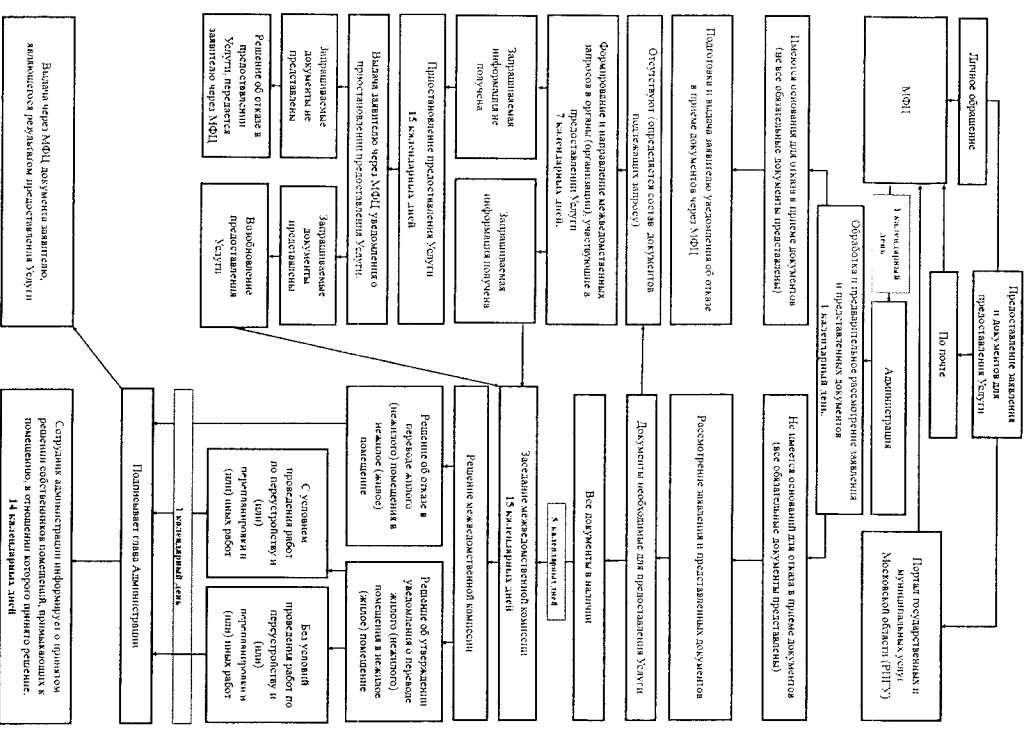 Предоставление заявления
и документов для
предоставления Услуги
Личное обращение
По почте
Портал государственных и
муниципальных услуг
Московской области (РПГУ)
МФЦ
1 календарный
день
Администрация
Обработка и предварительное рассмотрение заявления
и представленных документов
1 календарный день.
Имеются основания для отказа в приеме документов
(не все обязательные документы представлены)
Не имеется оснований для отказа в приеме документов
(все обязательные документы представлены)
Подготовка и выдача заявителю уведомления об отказе
в приеме документов через МФЦ
Рассмотрение заявления и представленных документов
Отсутствуют (определяется состав документов
подлежащих запросу)
Документы необходимые для предоставления Услуги
Формирование и направление межведомственных
запросов в органы (организации), участвующие в
предоставлении Услуги
7 календарных дней.
Все документы в наличии
5 календарных дней
Запрашиваемая
информация не
получена
Запрашиваемая
информация получена
Заседание межведомственной комиссии
15 календарных дней
Приостановление предоставления Услуги
15 календарных дней
Решение межведомственной комиссии
Выдача заявителю через МФЦ уведомления о
приостановлении предоставления Услуги.
Решение об отказе в
переводе жилого
(нежилого) помещения в
нежилое (жилое)
помещение
Решение об утверждении
уведомления о переводе
жилого (нежилого)
помещения в нежилое
(жилое) помещение
Запрашиваемые
документы не
представлены
Запрашиваемые
документы
представлены
Решение об отказе в
предоставлении
Услуги, передается
заявителю через МФЦ
Возобновление
предоставления
Услуги
С условием
проведения работ
по переустройству и
(или)
перепланировки и
(или) иных работ
Без условий
проведения работ по
переустройству и
(или)
перепланировки и
(или) иных работ
1 календарный день
Подписывает глава Администрации
Выдача через МФЦ документа заявителю,
являющегося результатом предоставления Услуги
Сотрудник администрации информирует о принятом
решении собственников помещений, примыкающих к
помещению, в отношении которого принято решение.
14 календарных дней